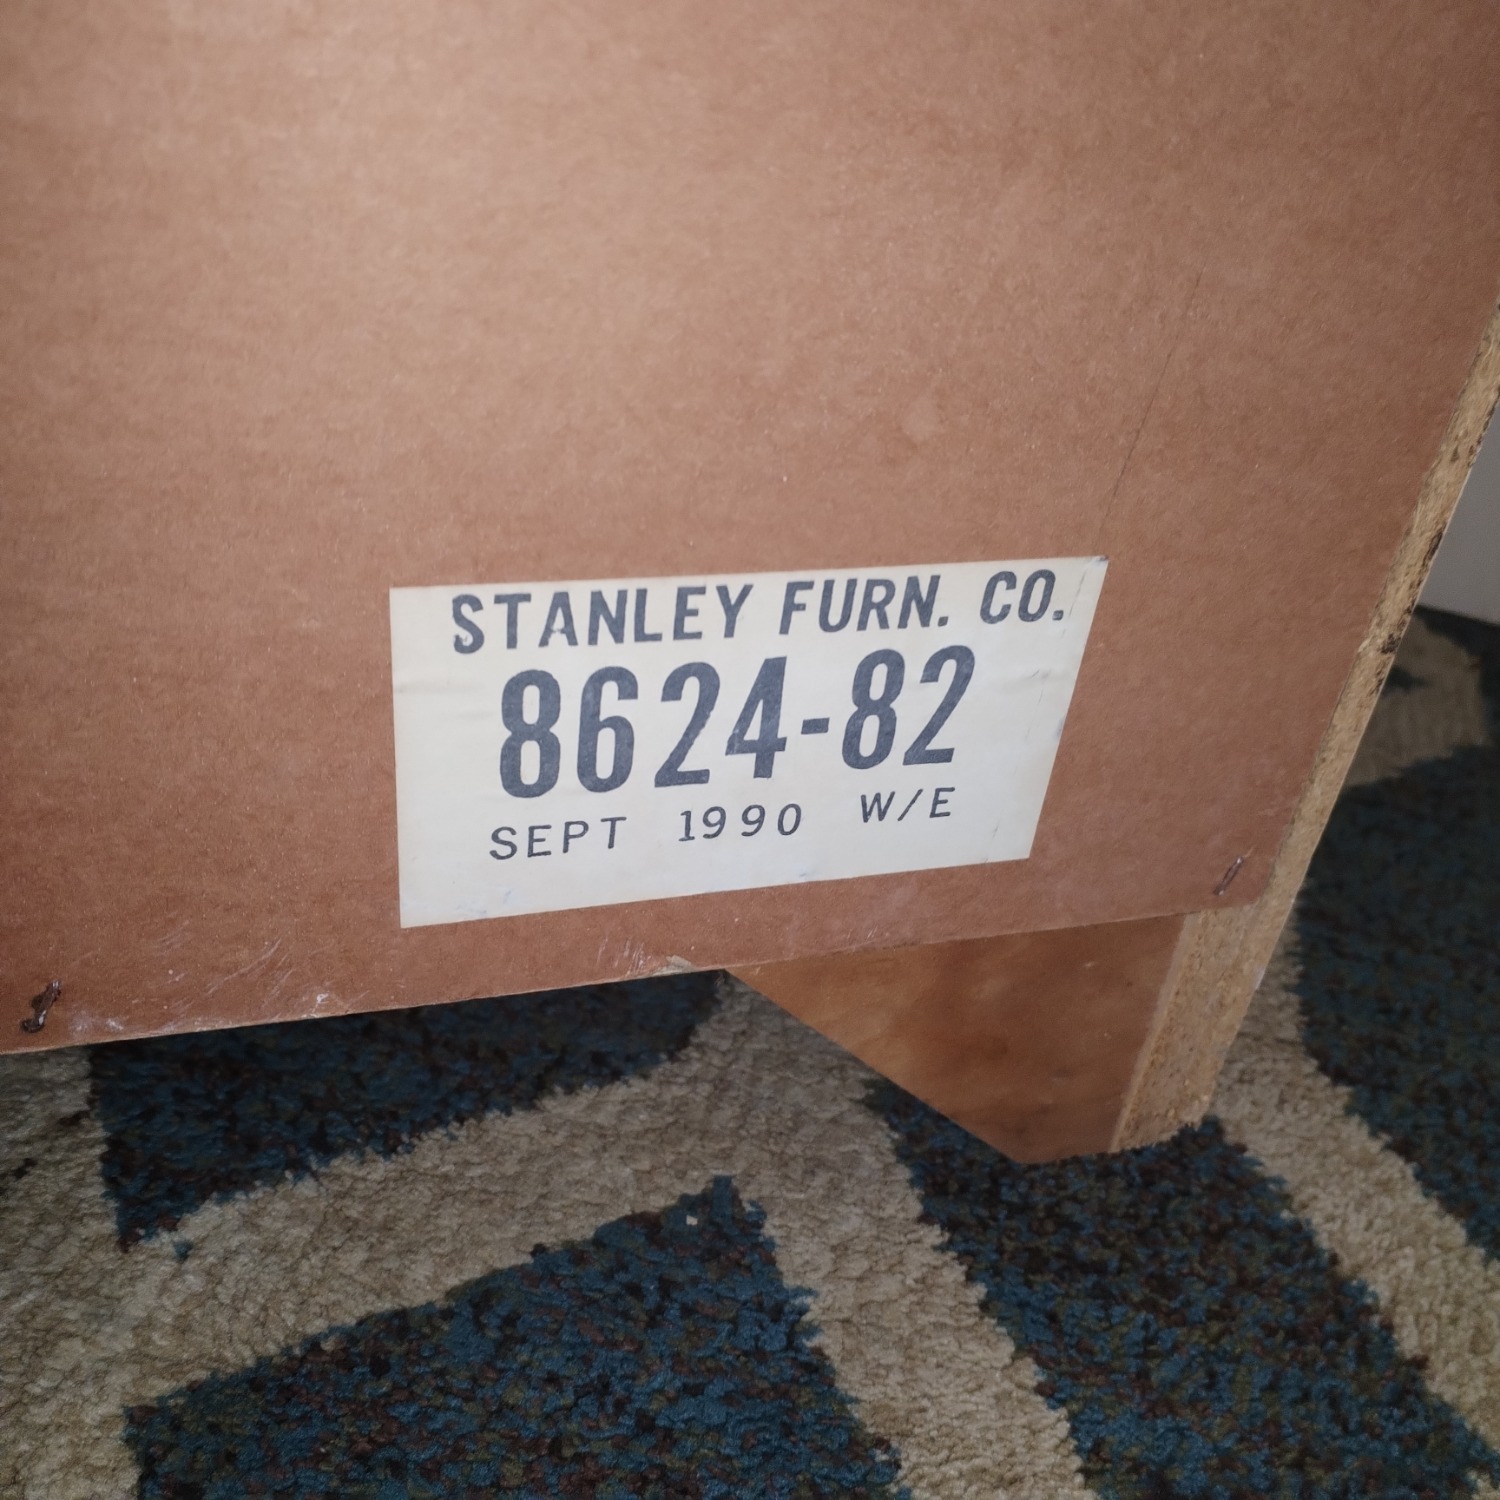 STANLEY FURN. CO.
8624-82
SEPT 1990 W/E